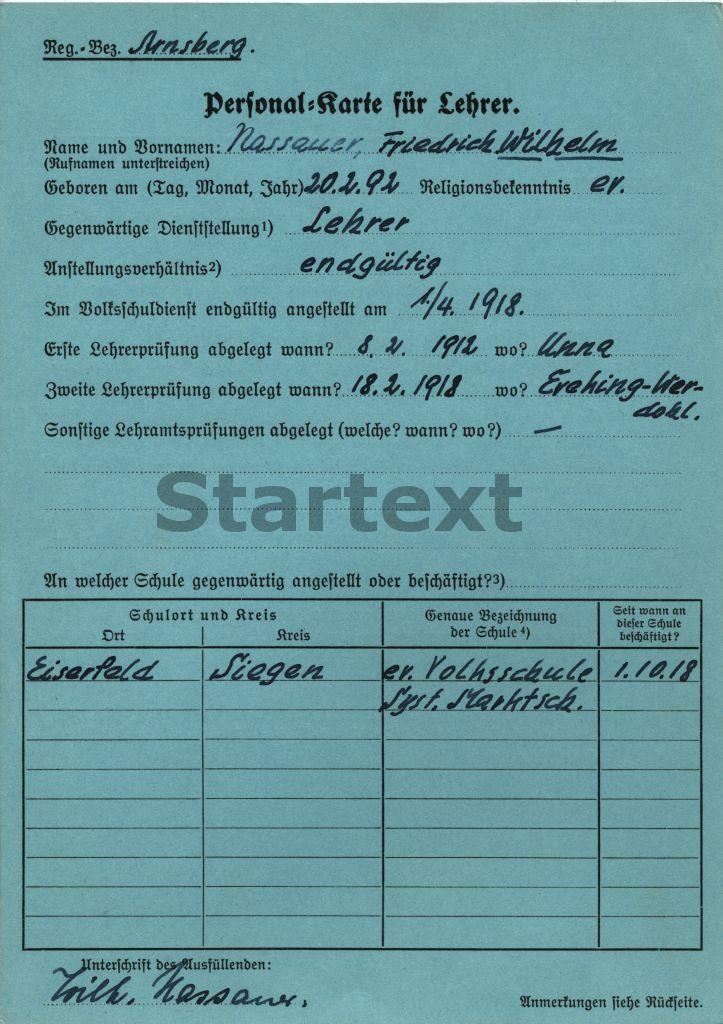 Reg.-Bez. Arnsberg.
Personal-Karte für Lehrer.
Name und Vornamen: Nassauer, Friedrich Wilhelm
(Rufnamen unterstreichen)
Geboren am (Tag, Monat, Jahr) 20.2.92 Religionsbekenntnis ev.
Gegenwärtige Dienststellung¹) Lehrer
Anstellungsverhältnis²) endgültig
Im Volksschuldienst endgültig angestellt am 1./4. 1918.
Erste Lehrerprüfung abgelegt wann? 8. 2. 1912 wo? Unna
Zweite Lehrerprüfung abgelegt wann? 18.2.1918 wo? Eveking-Wer-
dohl.
Sonstige Lehramtsprüfungen abgelegt (welche? wann? wo?) —
Startext
An welcher Schule gegenwärtig angestellt oder beschäftigt?³)
Schulort und Kreis
Ort Kreis
Genaue Bezeichnung
der Schule ⁴)
Seit wann an
dieser Schule
beschäftigt?
Eiserfeld Siegen ev. Volksschule 1.10.18
Syst. Marktsch.
Unterschrift des Ausfüllenden:
Wilh. Nassauer.
Anmerkungen siehe Rückseite.